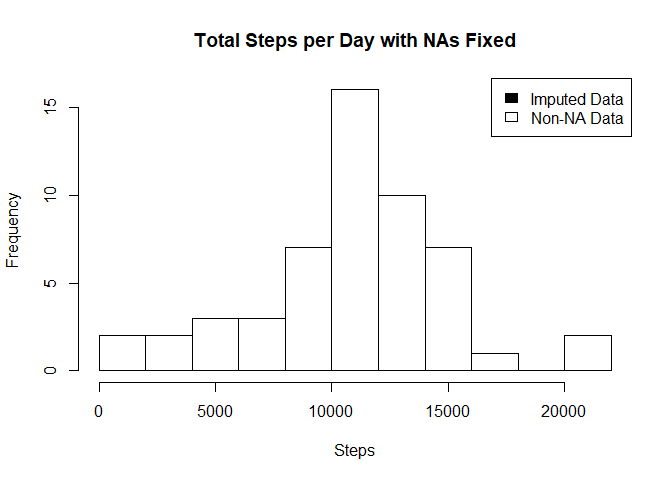 Total Steps per Day with NAs Fixed
Imputed Data
Non-NA Data
15
10
5
0
Frequency
0 5000 10000 15000 20000
Steps